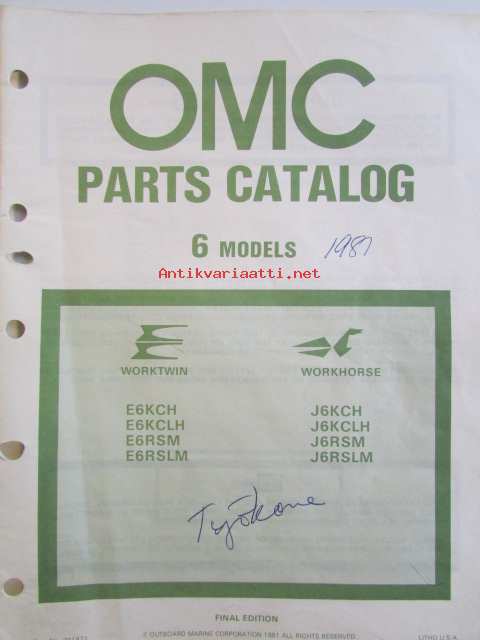 OMC
PARTS CATALOG
6 MODELS 1987
Antikvariaatti.net
WORKTWIN WORKHORSE
E6KCH J6KCH
E6KCLH J6KCLH
E6RSM J6RSM
E6RSLM J6RSLM
Työkone
FINAL EDITION
© OUTBOARD MARINE CORPORATION 1981 ALL RIGHTS RESERVED.
LITHO U.S.A.